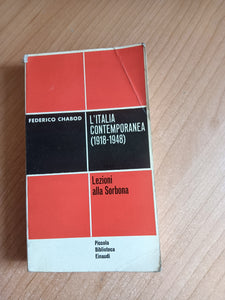 FEDERICO CHABOD
L'ITALIA
CONTEMPORANEA
(1918-1948)
Lezioni
alla Sorbona
Piccola
Biblioteca
Einaudi